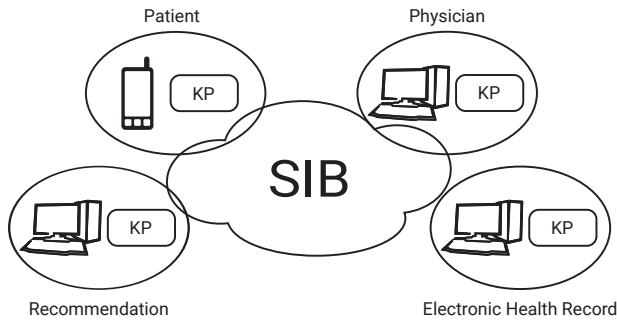 Patient
Physician
KP
KP
SIB
KP
KP
Recommendation
Electronic Health Record